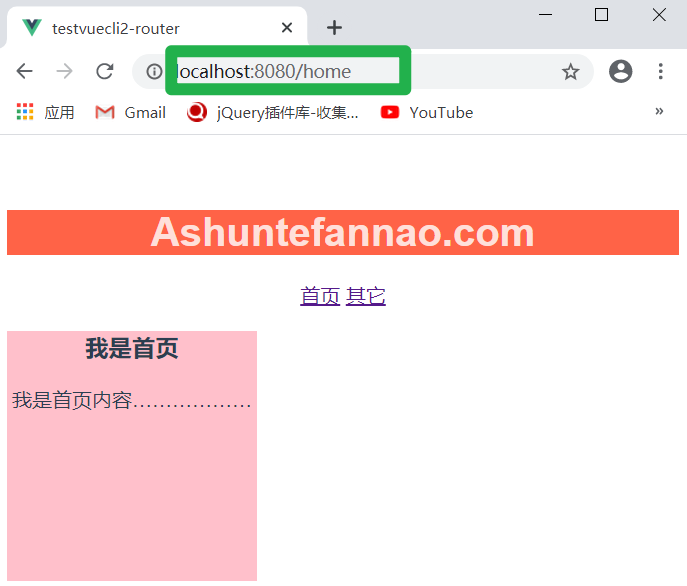 testvuecli2-router
localhost:8080/home
应用 Gmail jQuery插件库-收集... YouTube »
Ashuntefannao.com
首页 其它
我是首页
我是首页内容………………